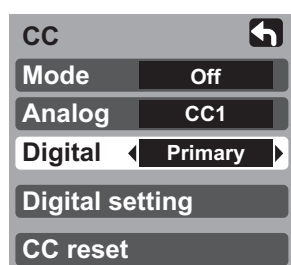 CC
Mode Off
Analog CC1
Digital Primary
Digital setting
CC reset